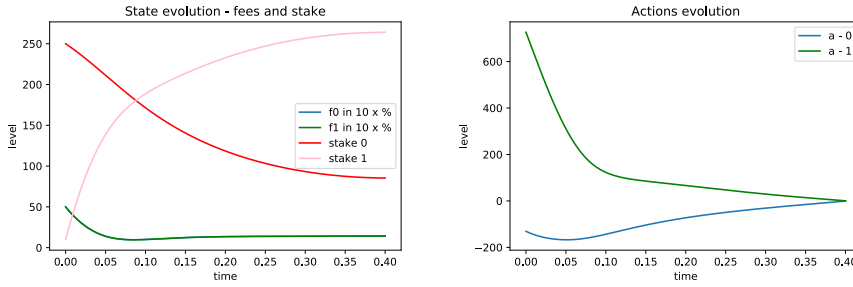 State evolution - fees and stake
level
250
200
150
100
50
0
f0 in 10 x %
f1 in 10 x %
stake 0
stake 1
0.00 0.05 0.10 0.15 0.20 0.25 0.30 0.35 0.40
time
Actions evolution
level
600
400
200
0
−200
a - 0
a - 1
0.00 0.05 0.10 0.15 0.20 0.25 0.30 0.35 0.40
time